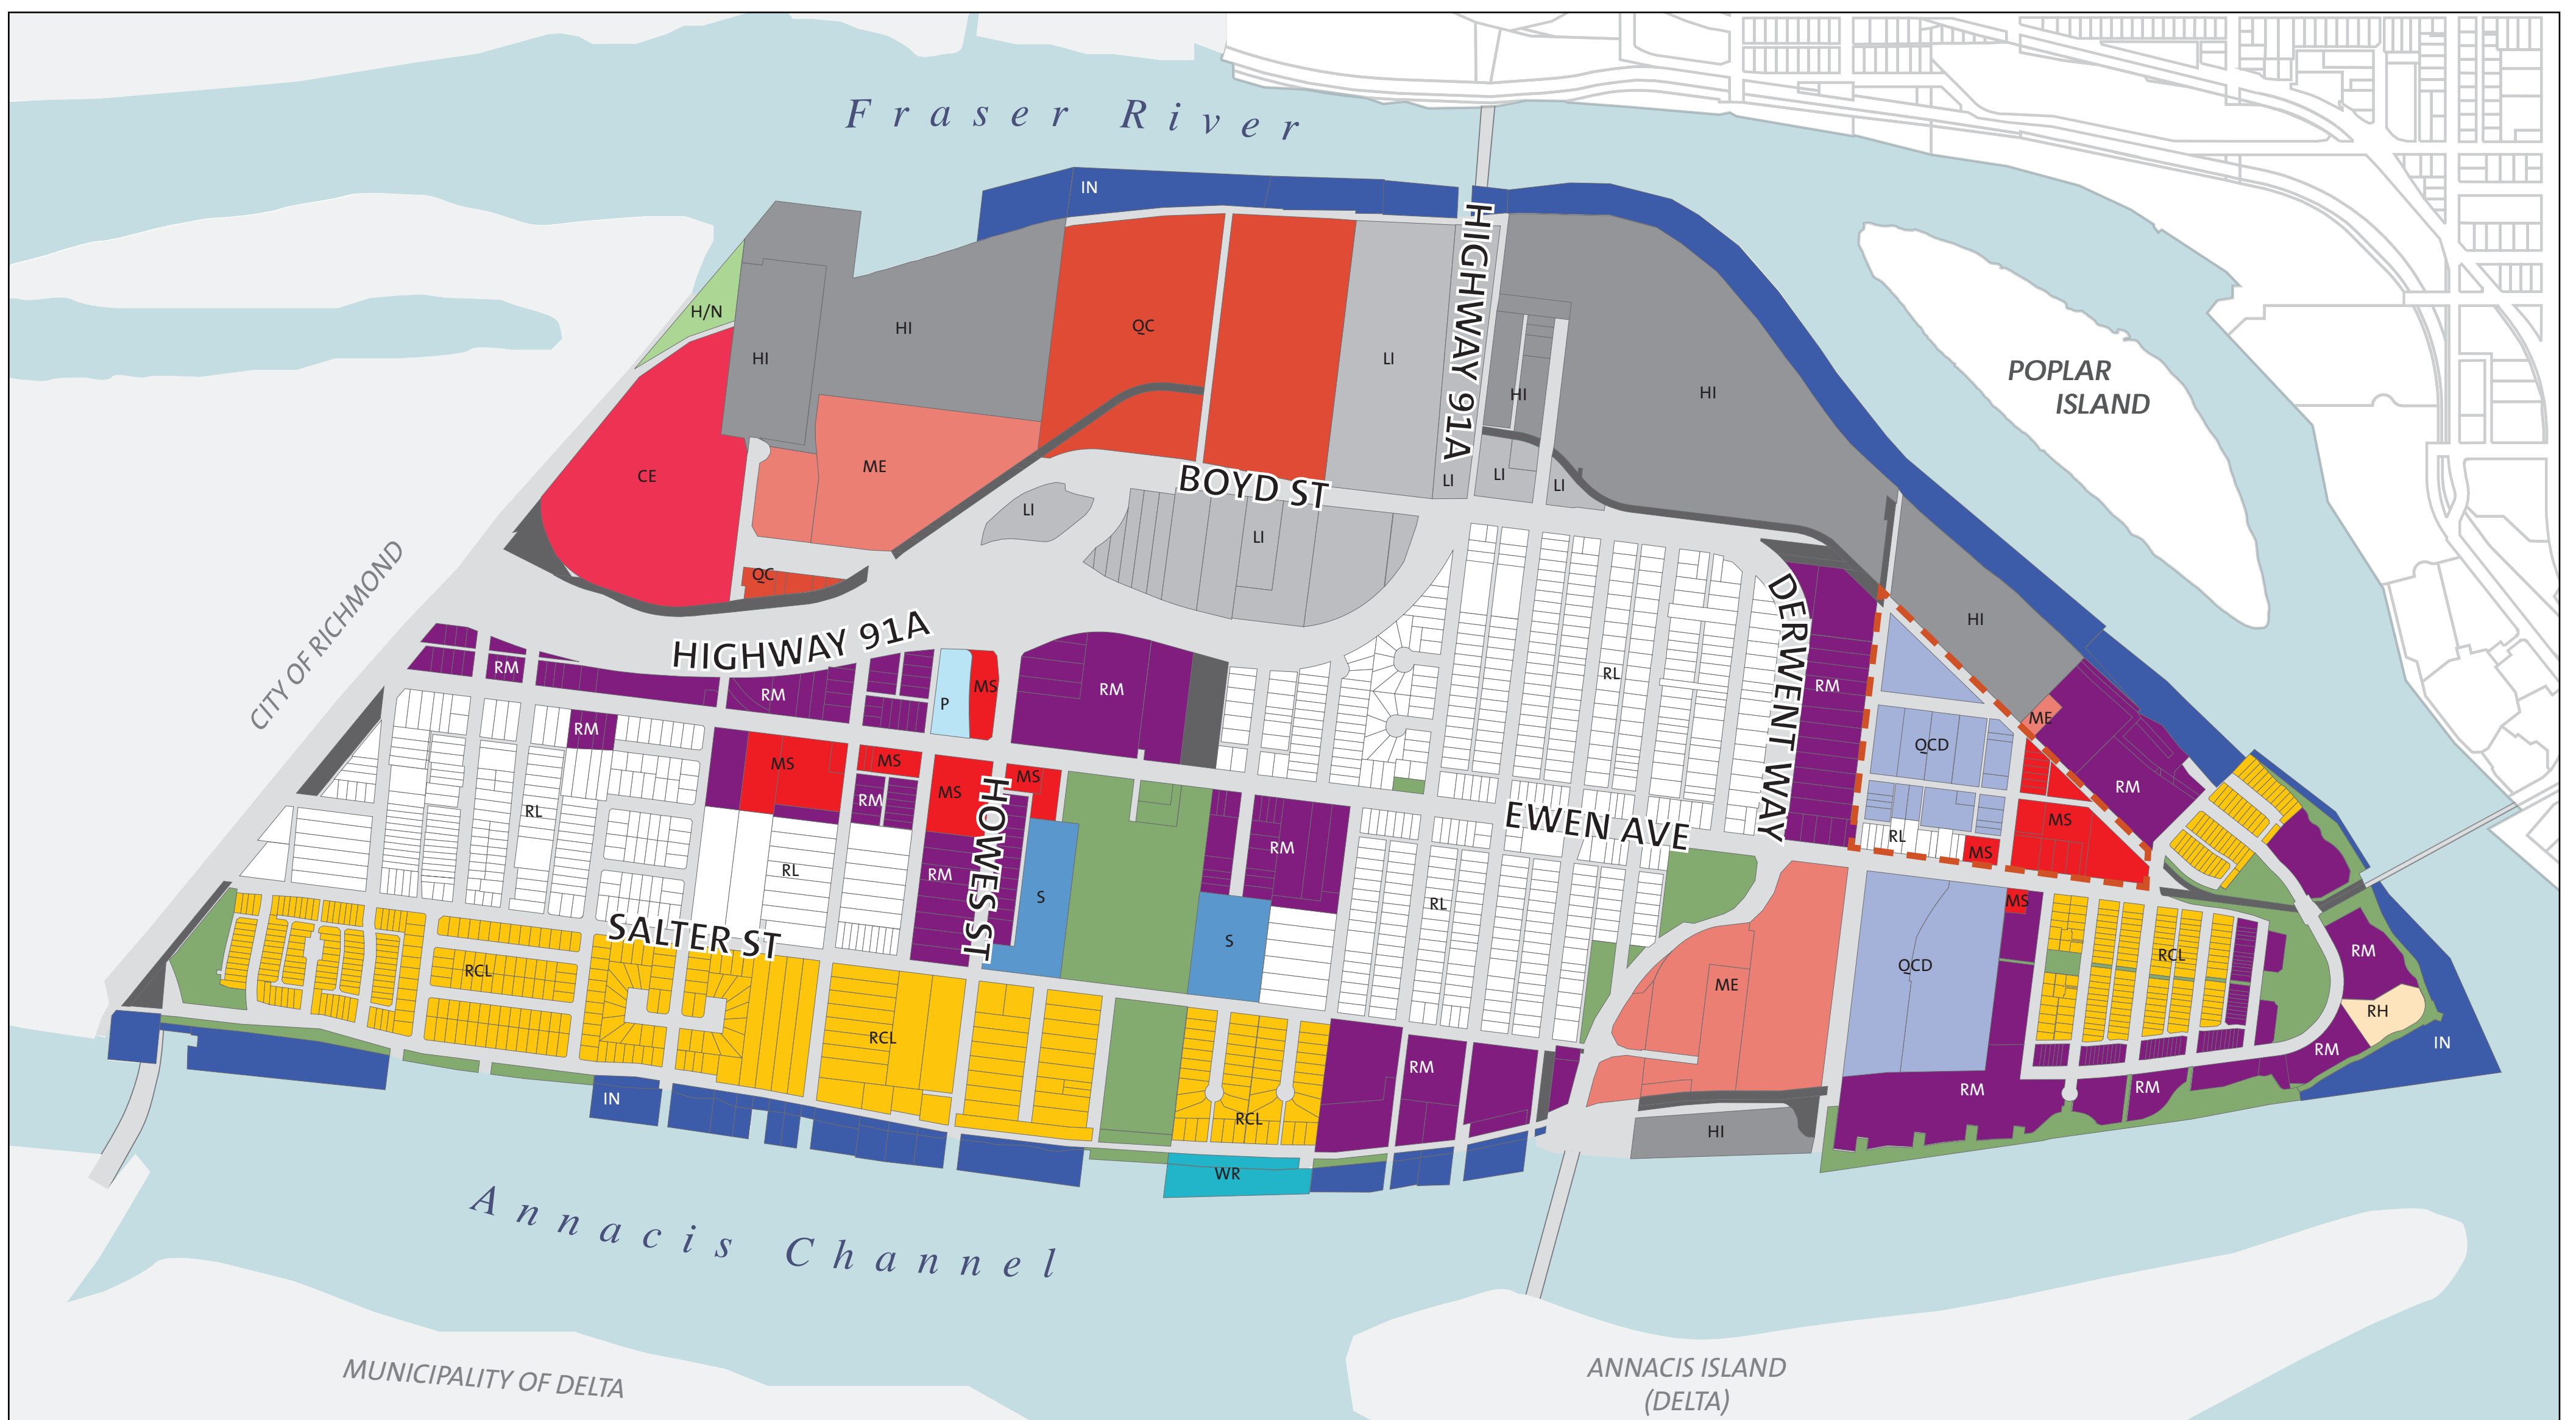 Fraser River
IN
HIGHWAY 91A
H/N
HI
HI
QC
LI
HI
HI
POPLAR
ISLAND
CE
ME
LI
LI
LI
BOYD ST
LI
LI
QC
CITY OF RICHMOND
HIGHWAY 91A
DERWENT WAY
HI
RM
RM
P
MS
RM
RL
RM
ME
RM
MS
MS
MS
MS
QCD
RM
RL
RM
HOWES ST
EWEN AVE
RL
MS
MS
RL
RM
RM
S
RL
MS
SALTER ST
S
RCL
ME
QCD
RCL
RM
RH
RCL
RM
RM
IN
IN
RCL
HI
RM
RM
WR
Annacis Channel
MUNICIPALITY OF DELTA
ANNACIS ISLAND
(DELTA)